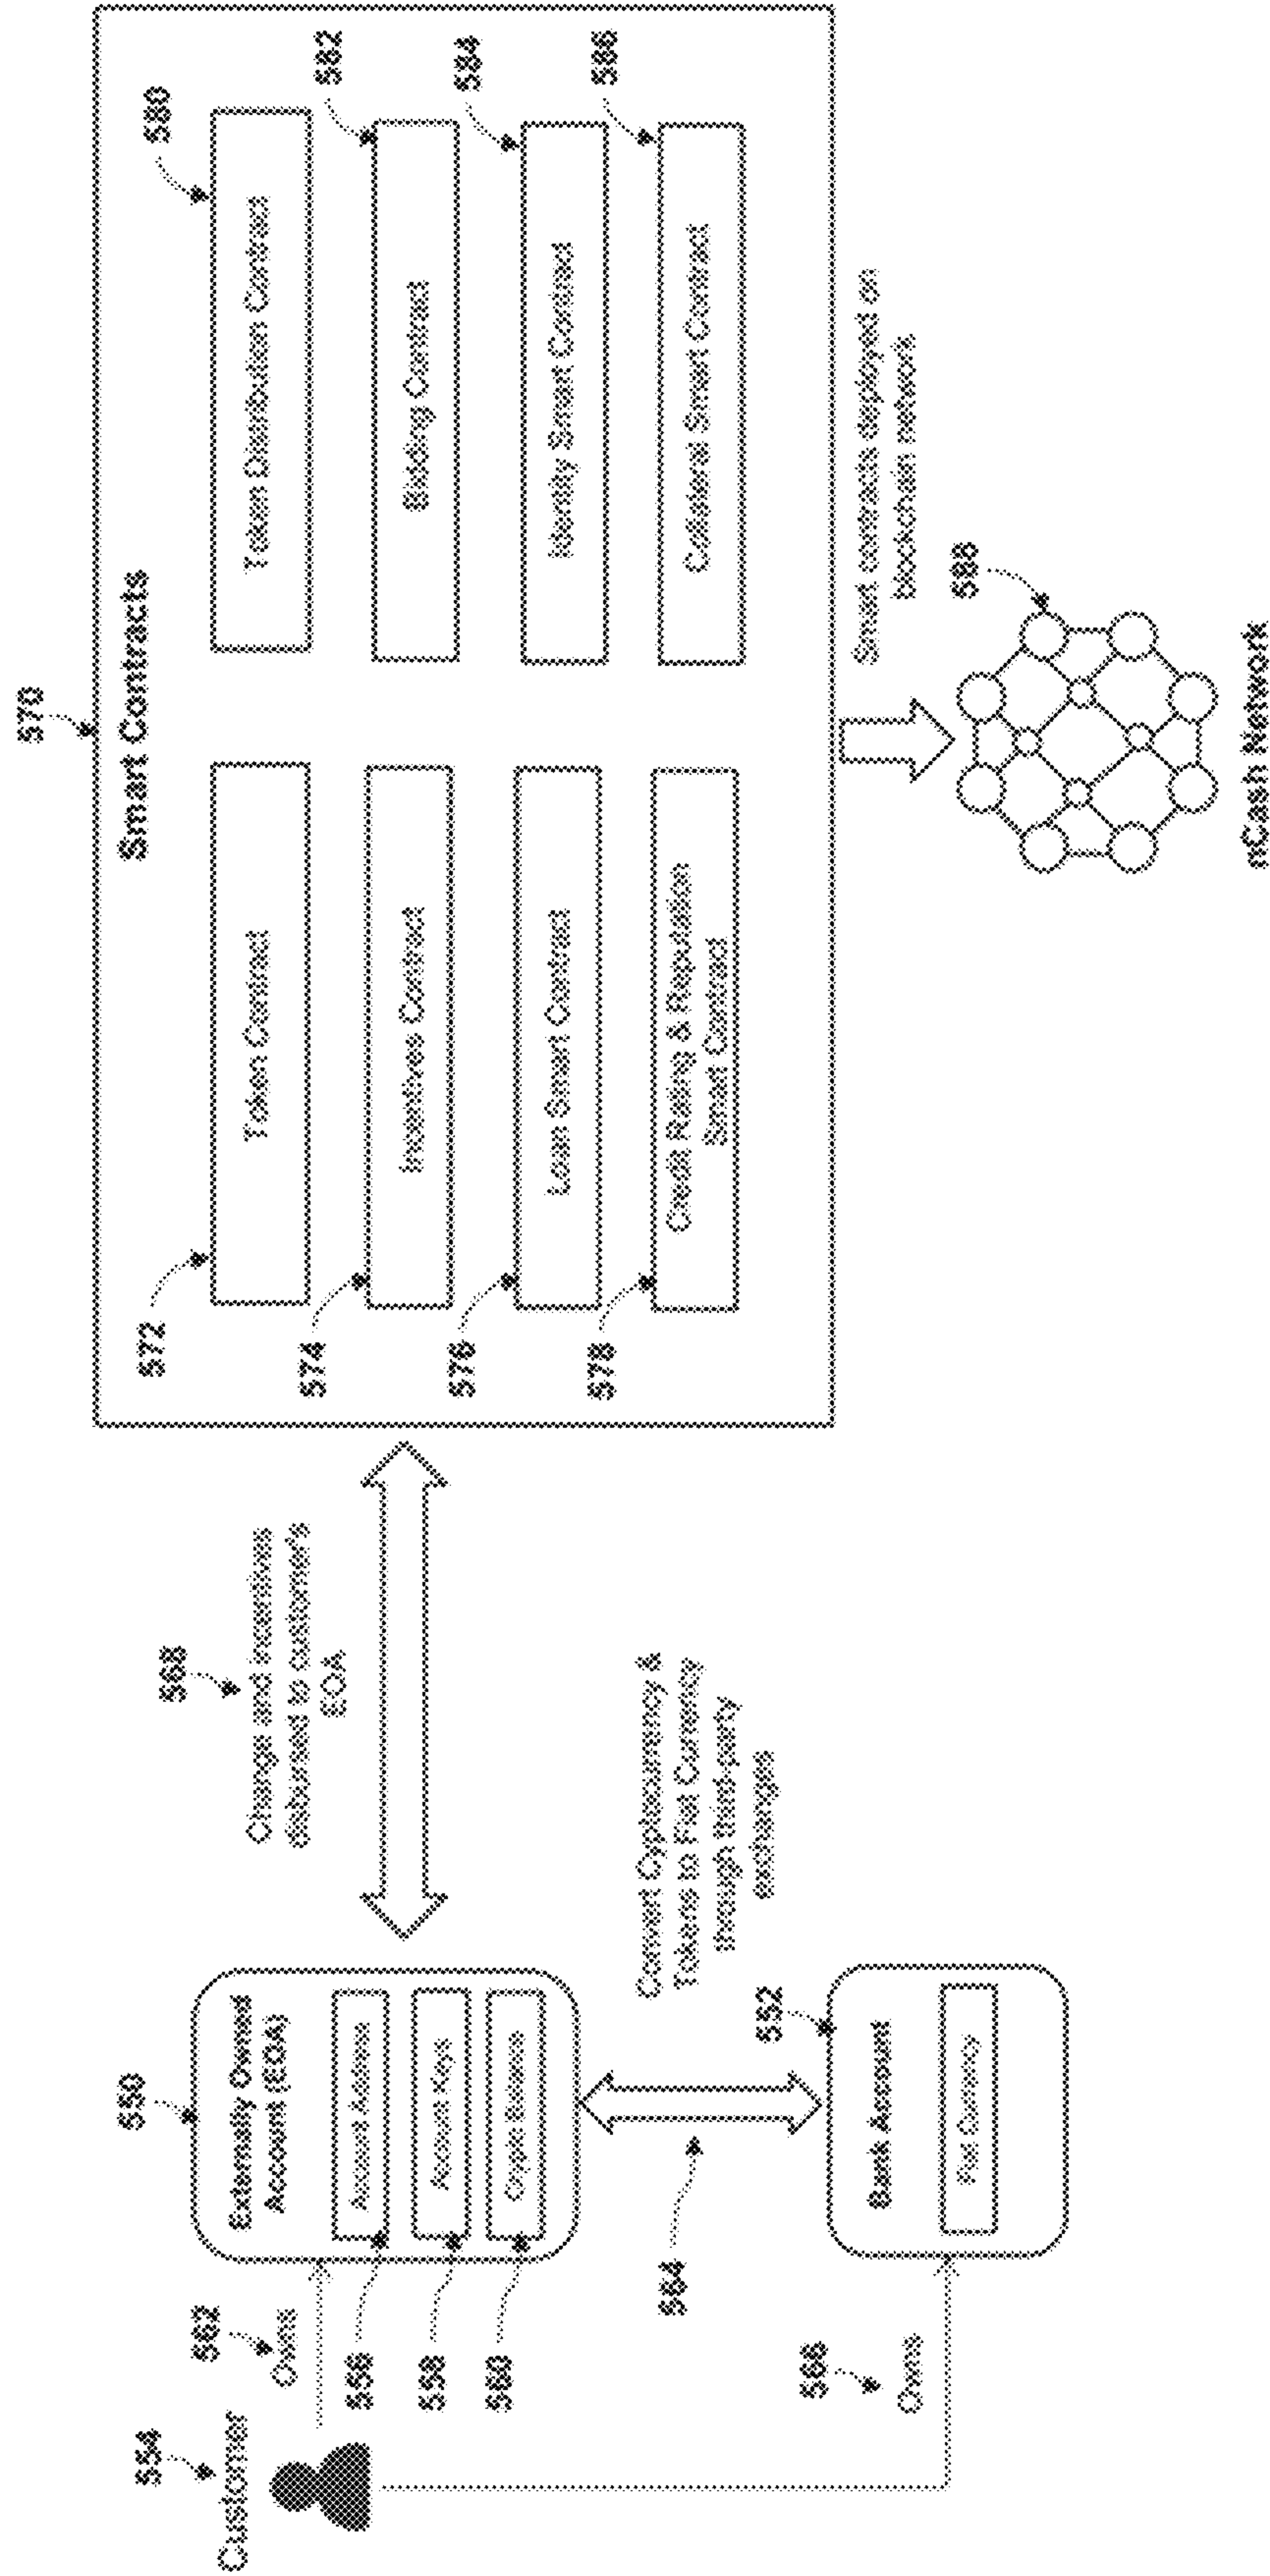 570
Smart Contracts
572
Token Contract
580
Token Distribution Contract
574
Incentives Contract
582
Bidding Contract
576
Loan Smart Contract
584
Identity Smart Contract
578
Credit Rating & Reputation
Smart Contract
586
Collateral Smart Contract
Smart contracts deployed on
blockchain network
588
nCash Network
568
Change and incentives
disbursed to customer's
EOA
554
Customer
562
Owns
550
Externally Owned
Account (EOA)
Account Address
Account Keys
Crypto Balance
556
558
560
564
Convert Cyptocurrency &
Tokens to Fiat Currency
through third-party
exchanges
552
Bank Account
Fiat Currency
566
Owns